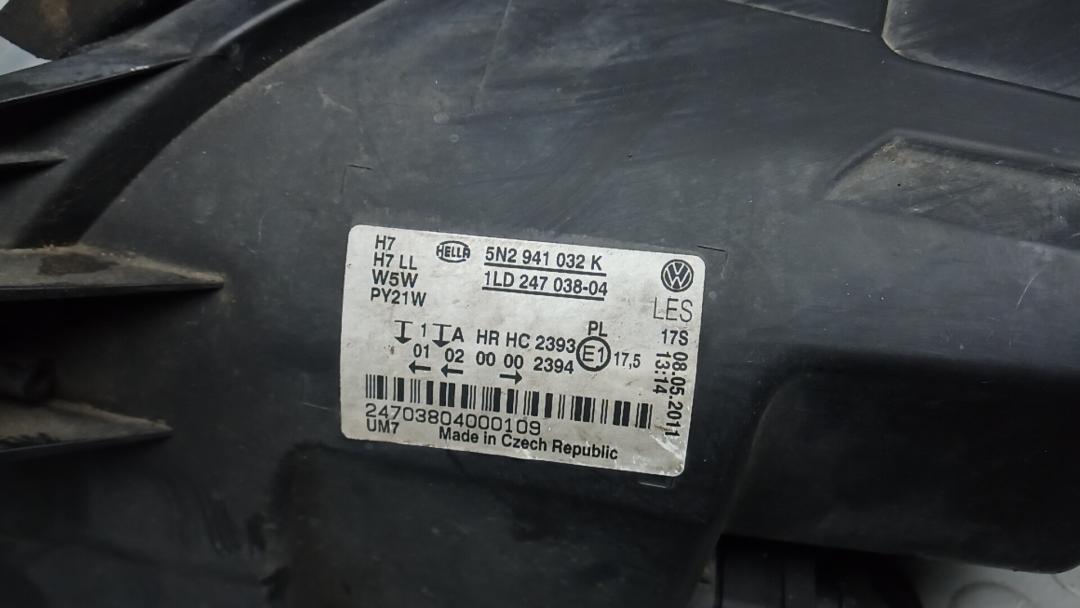 H7
H7 LL
W5W
PY21W
HELLA
5N2 941 032 K
1LD 247 038-04
LES
17S
08.05.2011
13:14
1 A HR HC 2393 PL
01 02 00 00 2394 E1 17,5
24703804000109
UM7 Made in Czech Republic